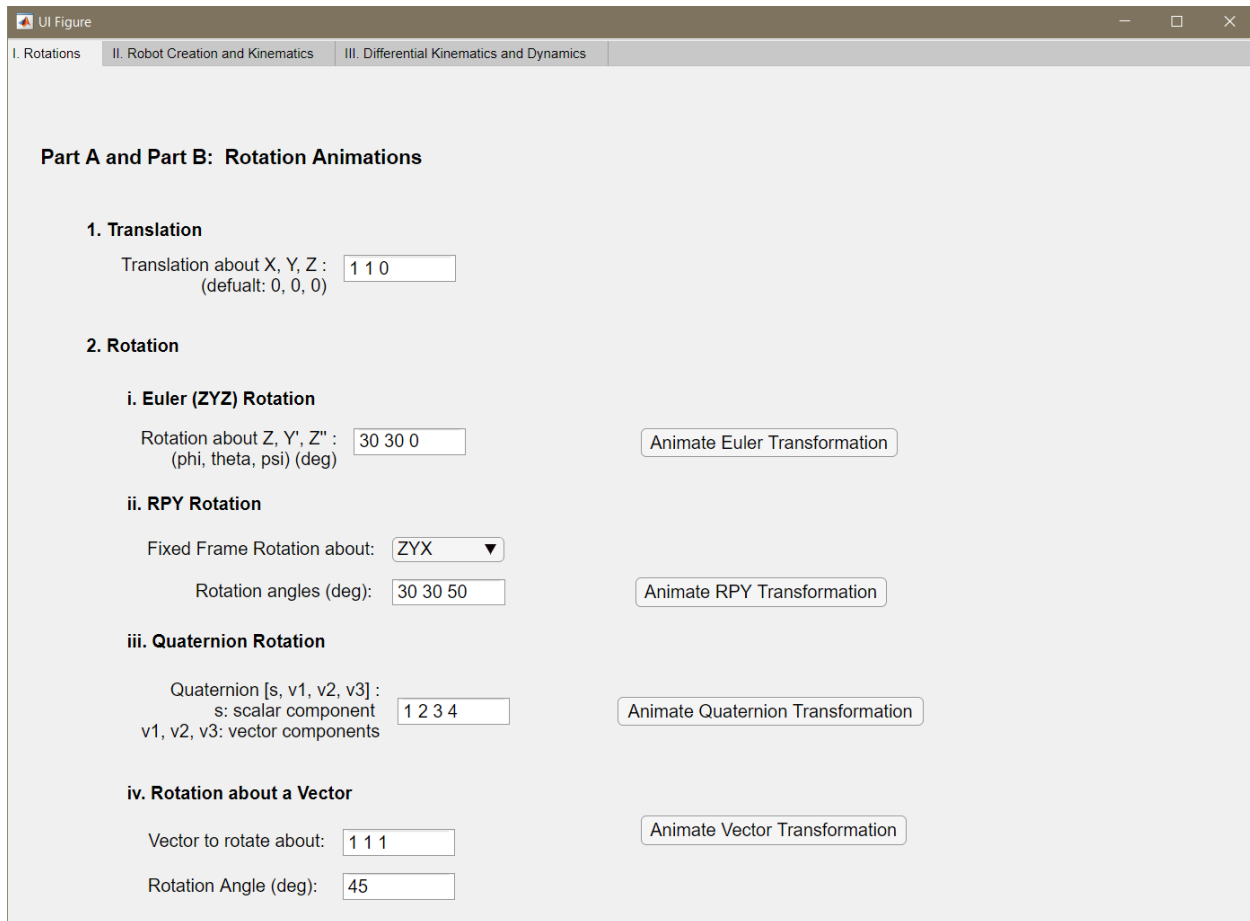 UI Figure
I. Rotations
II. Robot Creation and Kinematics
III. Differential Kinematics and Dynamics
Part A and Part B:  Rotation Animations
1. Translation
Translation about X, Y, Z : 1 1 0
(defualt: 0, 0, 0)
2. Rotation
i. Euler (ZYZ) Rotation
Rotation about Z, Y', Z'' : 30 30 0
(phi, theta, psi) (deg)
Animate Euler Transformation
ii. RPY Rotation
Fixed Frame Rotation about: ZYX
Rotation angles (deg): 30 30 50
Animate RPY Transformation
iii. Quaternion Rotation
Quaternion [s, v1, v2, v3] :
s: scalar component 1 2 3 4
v1, v2, v3: vector components
Animate Quaternion Transformation
iv. Rotation about a Vector
Vector to rotate about: 1 1 1
Animate Vector Transformation
Rotation Angle (deg): 45